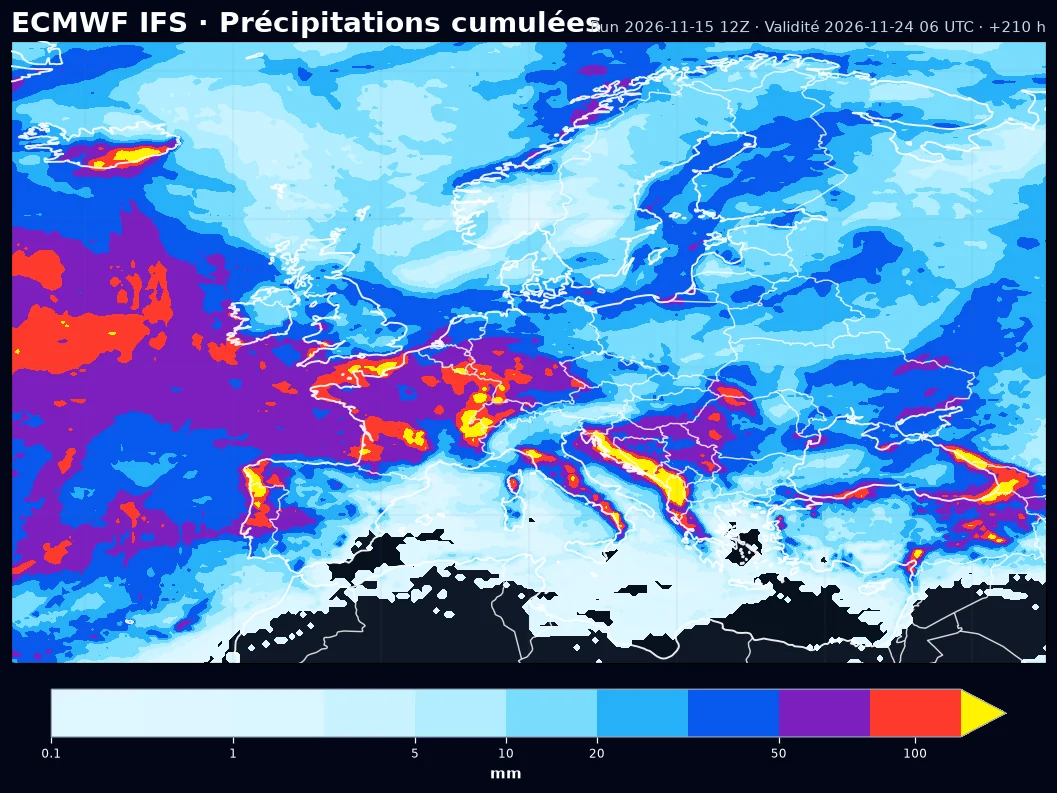 ECMWF IFS · Précipitations cumulées
Run 2026-11-15 12Z · Validité 2026-11-24 06 UTC · +210 h
0.1 1 5 10 20 50 100
mm